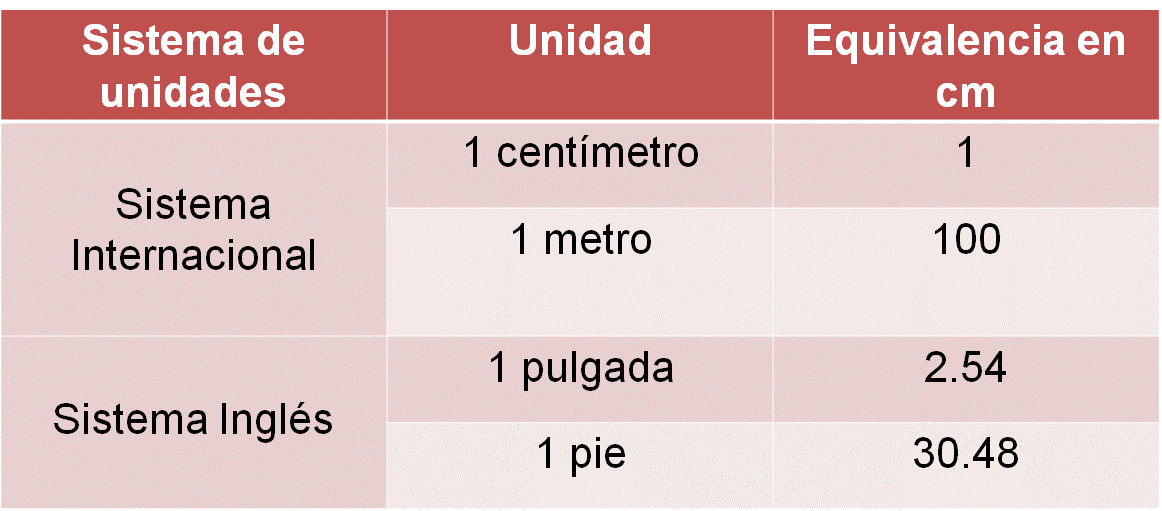 Sistema de
unidades
Unidad
Equivalencia en
cm
Sistema
Internacional
1 centímetro
1
1 metro
100
Sistema Inglés
1 pulgada
2.54
1 pie
30.48